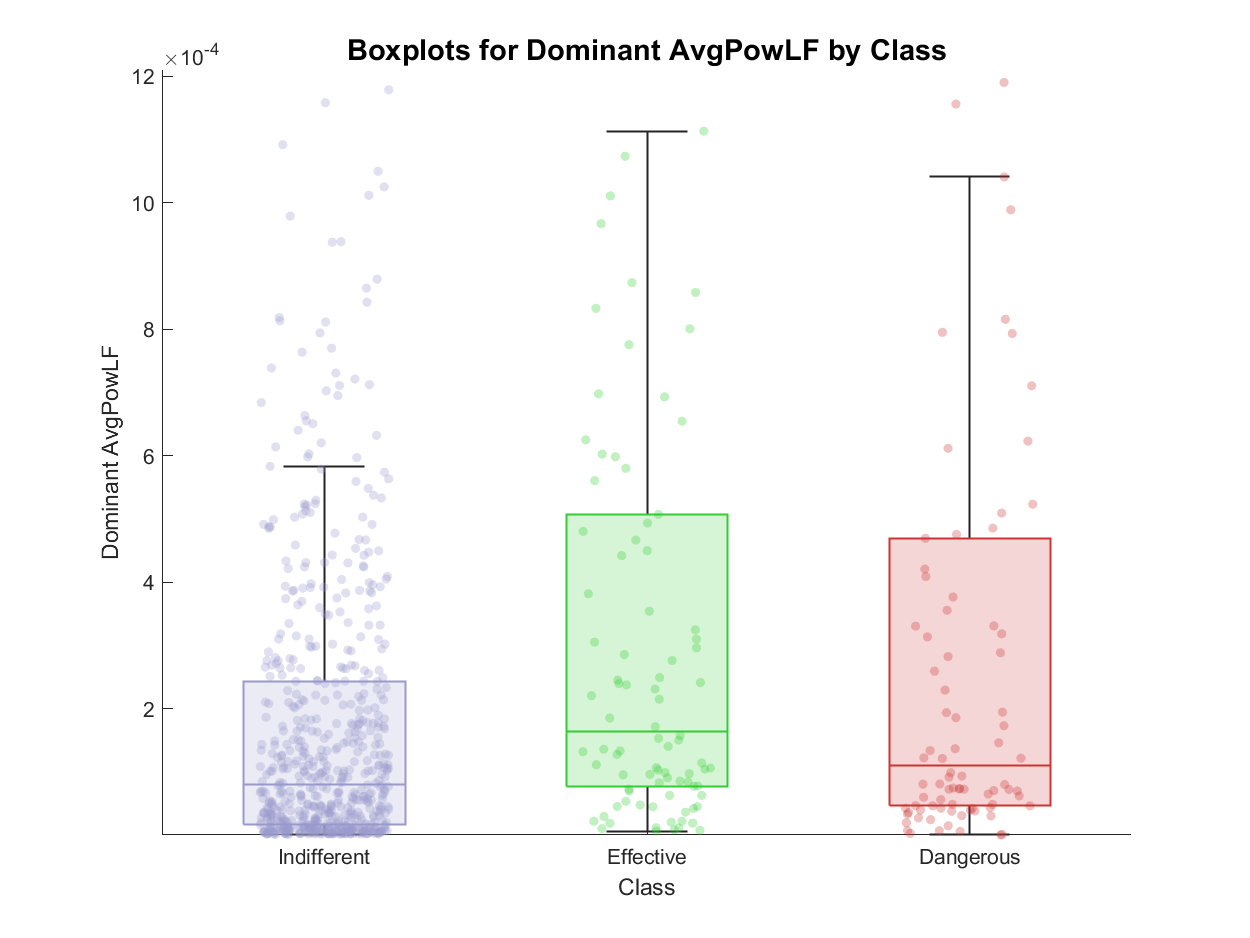 Boxplots for Dominant AvgPowLF by Class
×10-4
12
10
8
6
4
2
Dominant AvgPowLF
Indifferent
Effective
Dangerous
Class